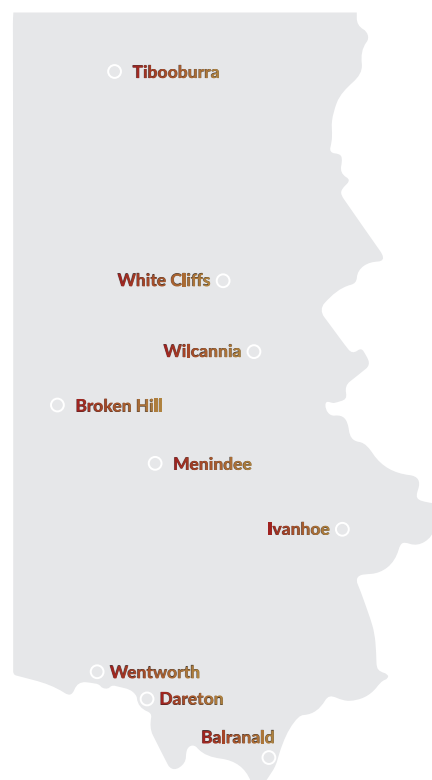 Tibooburra
White Cliffs
Wilcannia
Broken Hill
Menindee
Ivanhoe
Wentworth
Dareton
Balranald